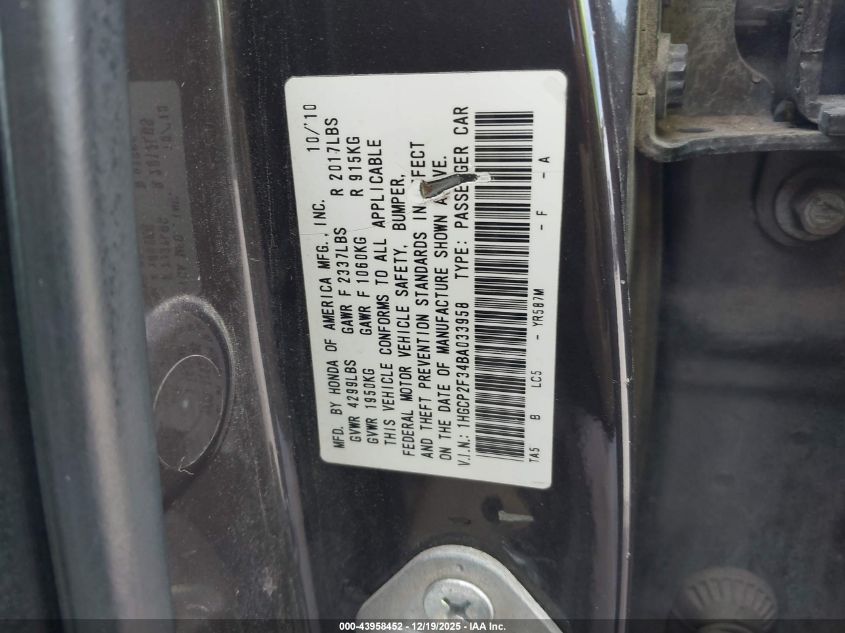 MFD. BY HONDA OF AMERICA MFG., INC. 10/'10
GVWR 4299LBS GAWR F 2337LBS R 2017LBS
GVWR 1950KG GAWR F 1060KG R 915KG
THIS VEHICLE CONFORMS TO ALL APPLICABLE
FEDERAL MOTOR VEHICLE SAFETY, BUMPER,
AND THEFT PREVENTION STANDARDS IN EFFECT
ON THE DATE OF MANUFACTURE SHOWN A VE.
V.I.N.: 1HGCP2F34BA033958 TYPE: PASSENGER CAR
TA5 B LC5 - YR587M - F - A
000-43958452 - 12/19/2025 - IAA Inc.